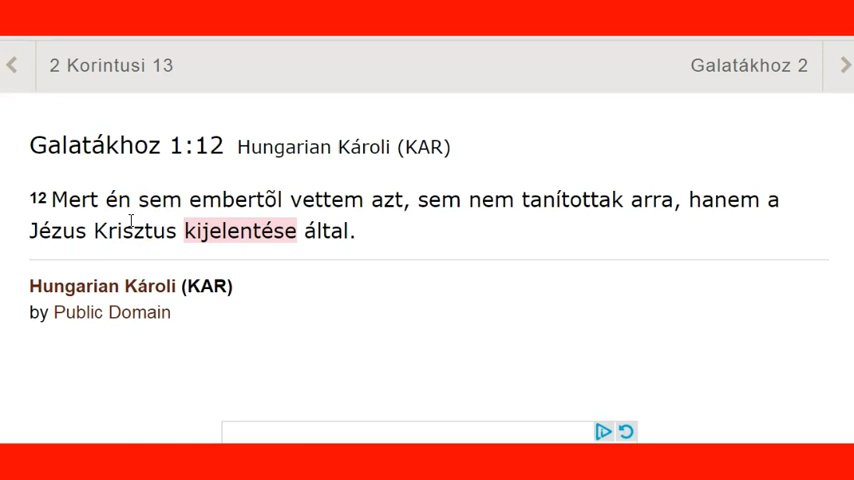 2 Korintusi 13
Galatákhoz 2
Galatákhoz 1:12 Hungarian Károli (KAR)
12 Mert én sem embertõl vettem azt, sem nem tanítottak arra, hanem a
Jézus Krisztus kijelentése által.
Hungarian Károli (KAR)
by Public Domain